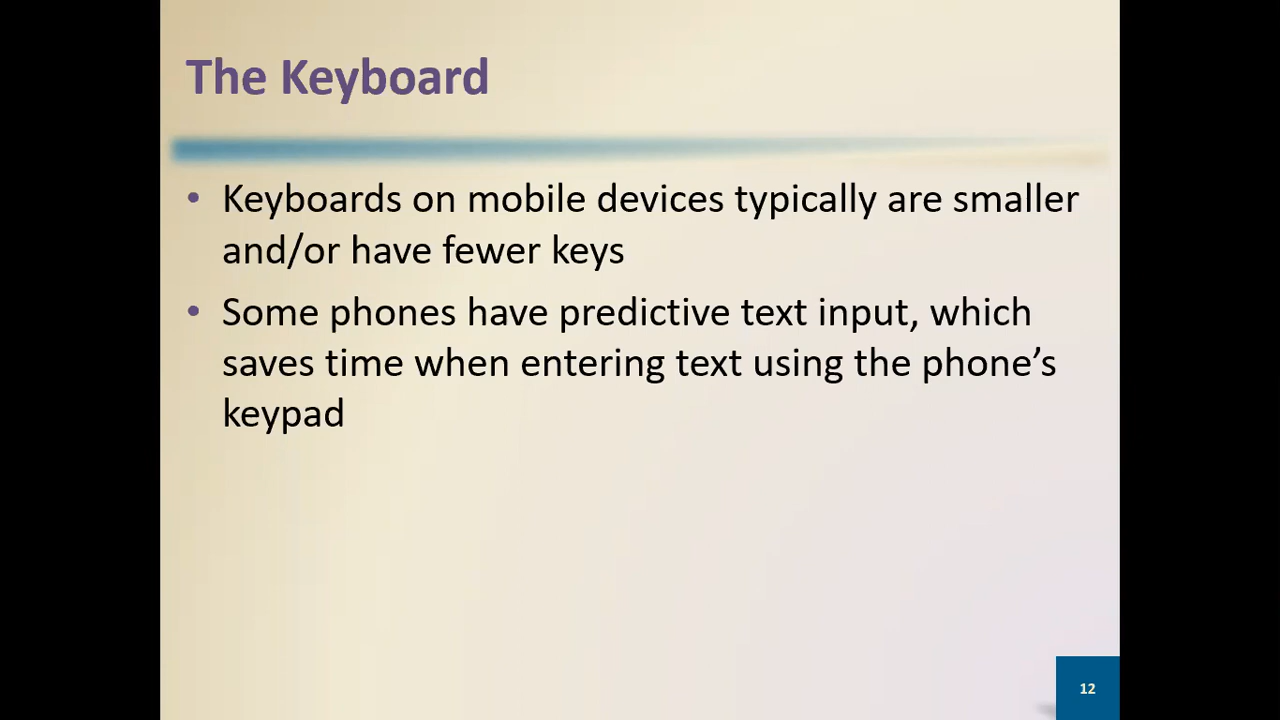 The Keyboard
• Keyboards on mobile devices typically are smaller
and/or have fewer keys
• Some phones have predictive text input, which
saves time when entering text using the phone’s
keypad
12